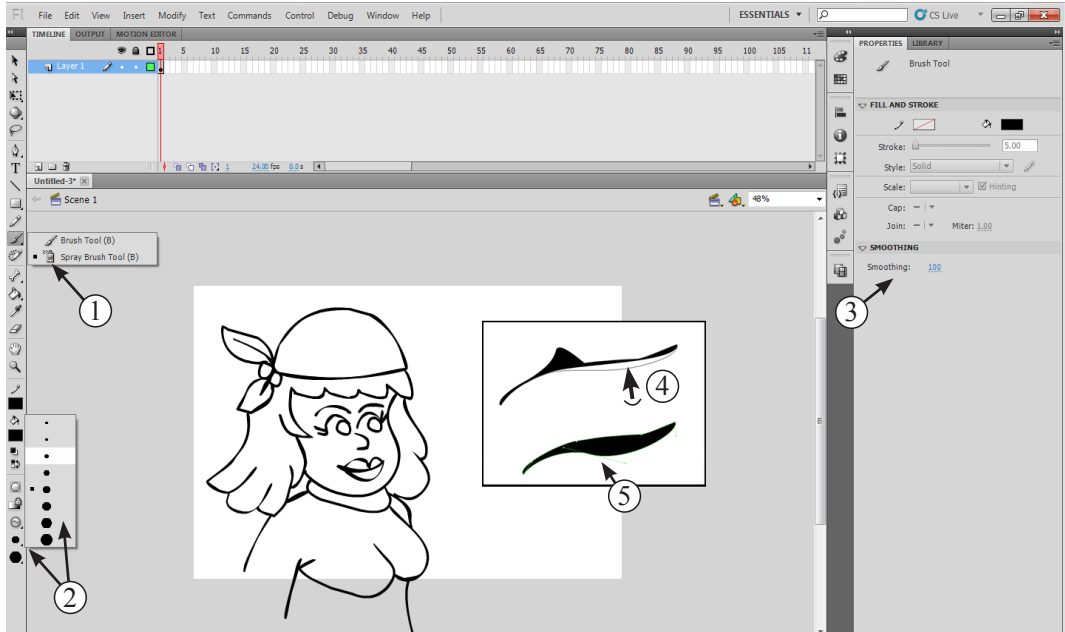 Fl File Edit View Insert Modify Text Commands Control Debug Window Help ESSENTIALS CS Live
TIMELINE OUTPUT MOTION EDITOR
1 5 10 15 20 25 30 35 40 45 50 55 60 65 70 75 80 85 90 95 100 105 11
Layer 1
1 24.00 fps 0.0 s
Untitled-3*
Scene 1 48%
Brush Tool (B)
Spray Brush Tool (B)
T
PROPERTIES LIBRARY
Brush Tool
FILL AND STROKE
Stroke: 5.00
Style: Solid
Scale: Hinting
Cap: –
Join: – Miter: 1.00
SMOOTHING
Smoothing: 100
1
2
3
4
5